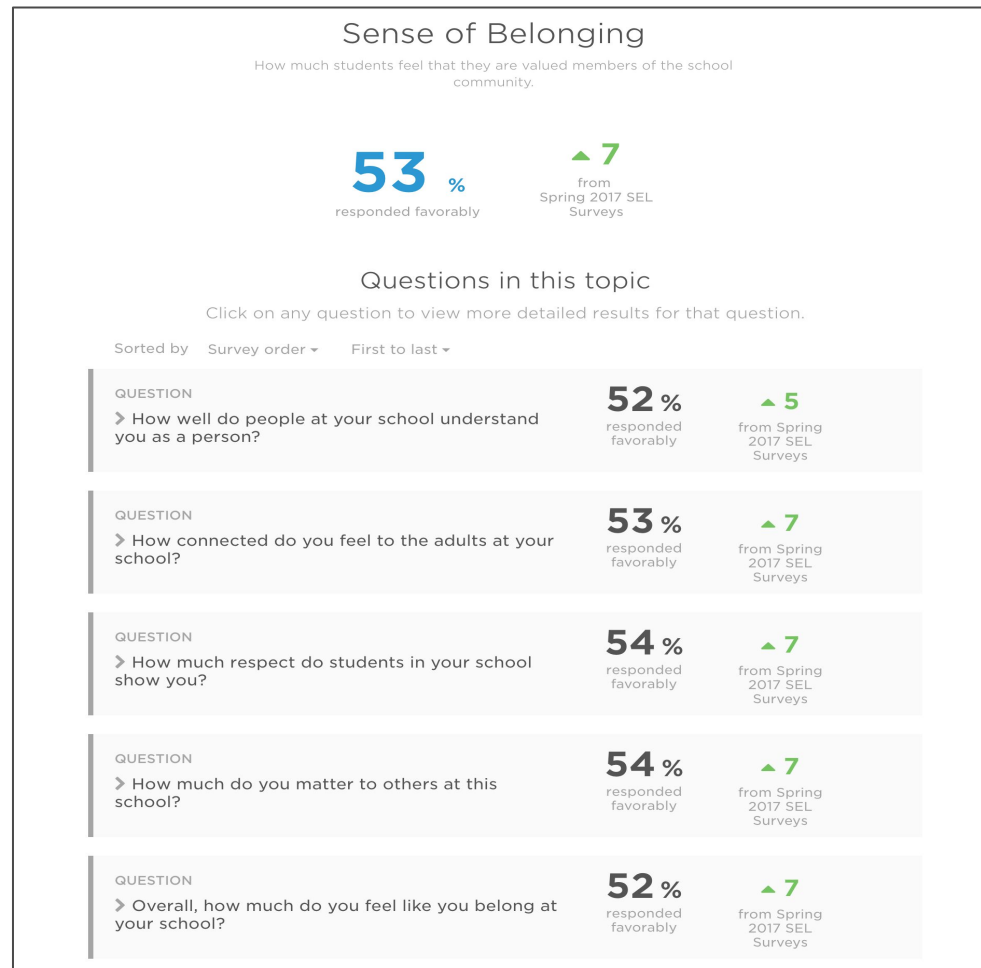 Sense of Belonging
How much students feel that they are valued members of the school
community.
53 %
responded favorably
▲ 7
from
Spring 2017 SEL
Surveys
Questions in this topic
Click on any question to view more detailed results for that question.
Sorted by Survey order ▾ First to last ▾
QUESTION
> How well do people at your school understand
you as a person?
52 %
responded
favorably
▲ 5
from Spring
2017 SEL
Surveys
QUESTION
> How connected do you feel to the adults at your
school?
53 %
responded
favorably
▲ 7
from Spring
2017 SEL
Surveys
QUESTION
> How much respect do students in your school
show you?
54 %
responded
favorably
▲ 7
from Spring
2017 SEL
Surveys
QUESTION
> How much do you matter to others at this
school?
54 %
responded
favorably
▲ 7
from Spring
2017 SEL
Surveys
QUESTION
> Overall, how much do you feel like you belong at
your school?
52 %
responded
favorably
▲ 7
from Spring
2017 SEL
Surveys